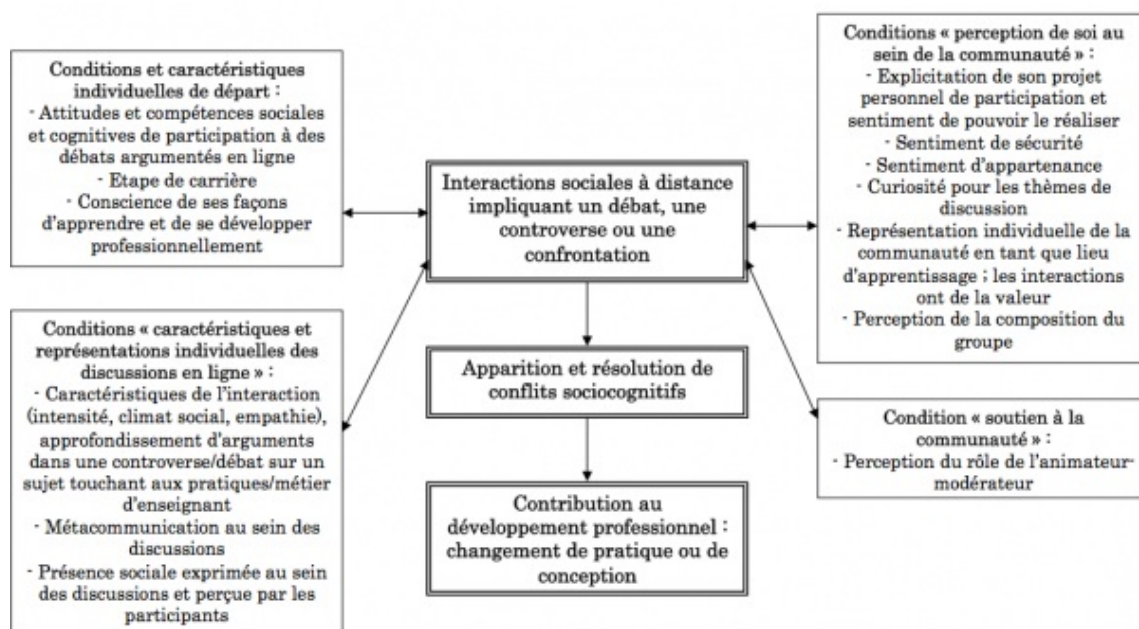 Conditions et caractéristiques
individuelles de départ :
- Attitudes et compétences sociales
et cognitives de participation à des
débats argumentés en ligne
- Etape de carrière
- Conscience de ses façons
d'apprendre et de se développer
professionnellement
Conditions « caractéristiques et
représentations individuelles des
discussions en ligne » :
- Caractéristiques de l'interaction
(intensité, climat social, empathie),
approfondissement d'arguments
dans une controverse/débat sur un
sujet touchant aux pratiques/métier
d'enseignant
- Métacommunication au sein des
discussions
- Présence sociale exprimée au sein
des discussions et perçue par les
participants
Interactions sociales à distance
impliquant un débat, une
controverse ou une
confrontation
Apparition et résolution de
conflits sociocognitifs
Contribution au
développement professionnel :
changement de pratique ou de
conception
Conditions « perception de soi au
sein de la communauté » :
- Explicitation de son projet
personnel de participation et
sentiment de pouvoir le réaliser
- Sentiment de sécurité
- Sentiment d'appartenance
- Curiosité pour les thèmes de
discussion
- Représentation individuelle de la
communauté en tant que lieu
d'apprentissage ; les interactions
ont de la valeur
- Perception de la composition du
groupe
Condition « soutien à la
communauté » :
- Perception du rôle de l'animateur-
modérateur